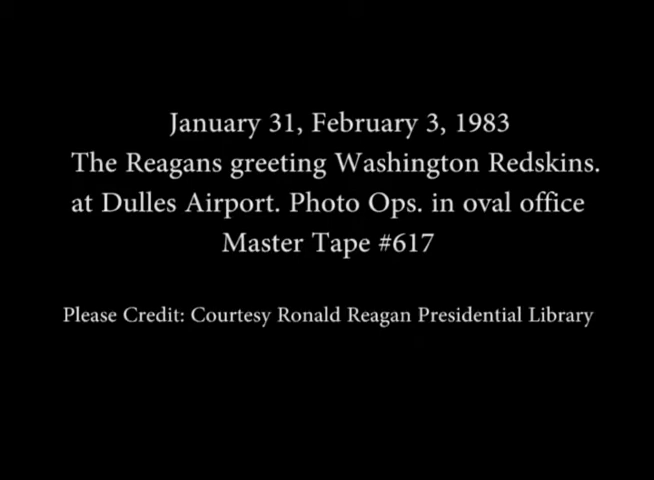 January 31, February 3, 1983
The Reagans greeting Washington Redskins.
at Dulles Airport. Photo Ops. in oval office
Master Tape #617
Please Credit: Courtesy Ronald Reagan Presidential Library